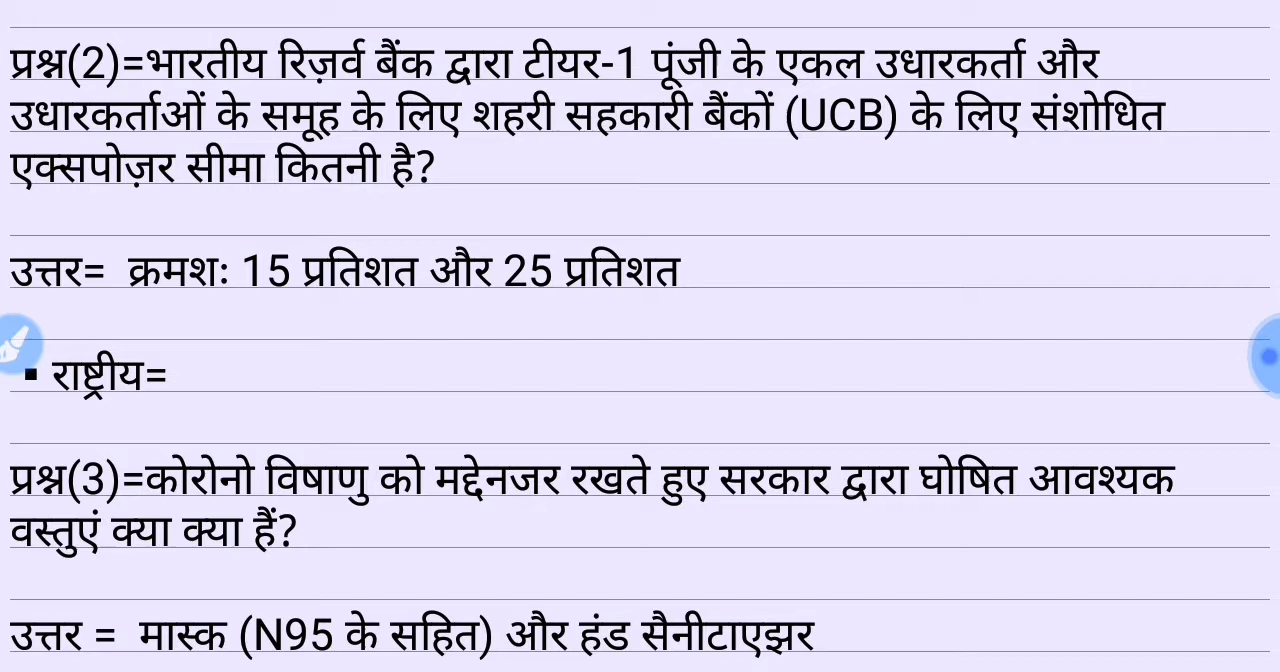 प्रश्न(2)=भारतीय रिज़र्व बैंक द्वारा टीयर-1 पूंजी के एकल उधारकर्ता और
उधारकर्ताओं के समूह के लिए शहरी सहकारी बैंकों (UCB) के लिए संशोधित
एक्सपोज़र सीमा कितनी है?
उत्तर= क्रमशः 15 प्रतिशत और 25 प्रतिशत
▪ राष्ट्रीय=
प्रश्न(3)=कोरोनो विषाणु को मद्देनजर रखते हुए सरकार द्वारा घोषित आवश्यक
वस्तुएं क्या क्या हैं?
उत्तर = मास्क (N95 के सहित) और हंड सैनीटाएझर